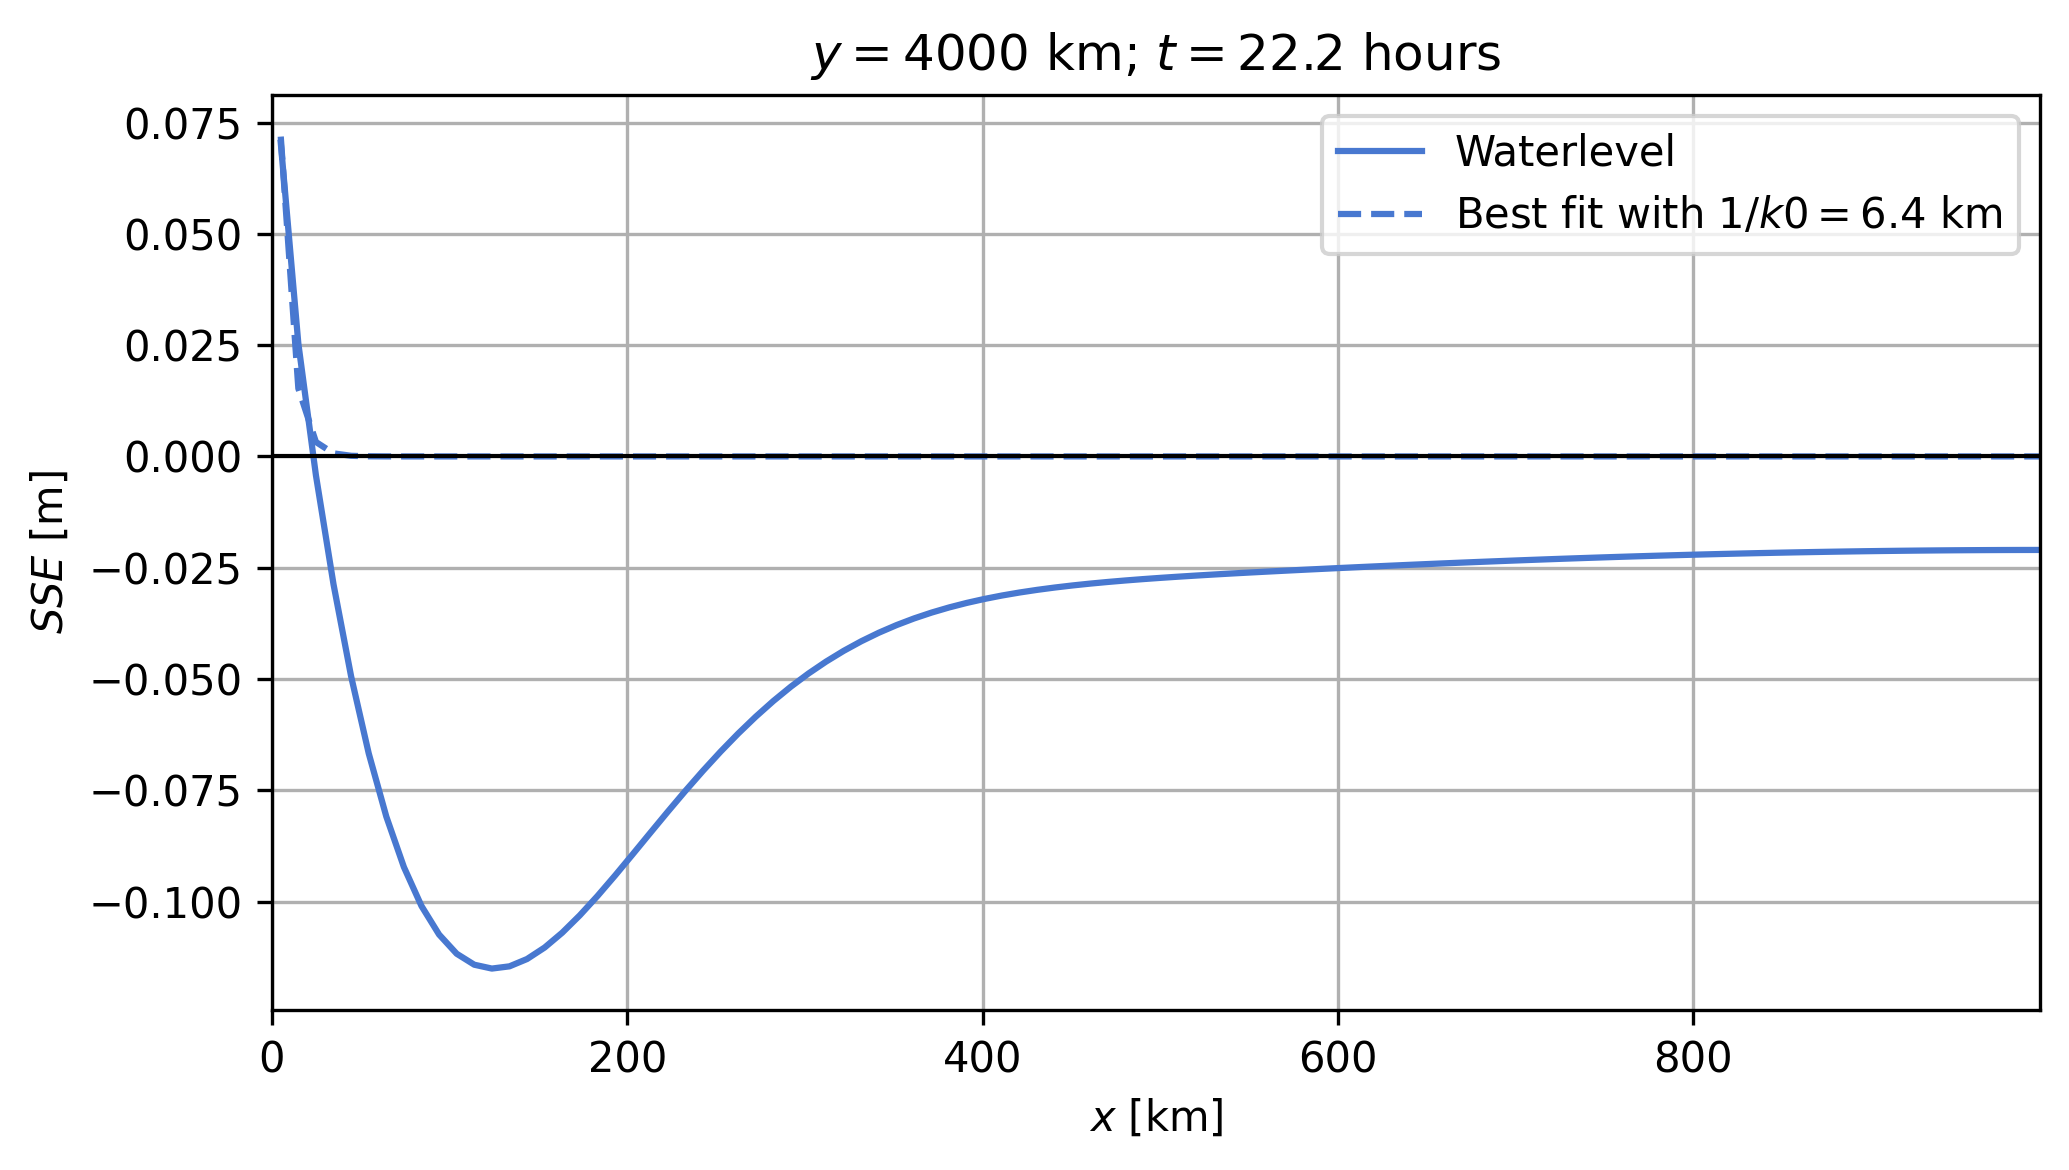 y = 4000 km; t = 22.2 hours
Waterlevel
Best fit with 1/k0 = 6.4 km
SSE [m]
0.075
0.050
0.025
0.000
−0.025
−0.050
−0.075
−0.100
0 200 400 600 800
x [km]